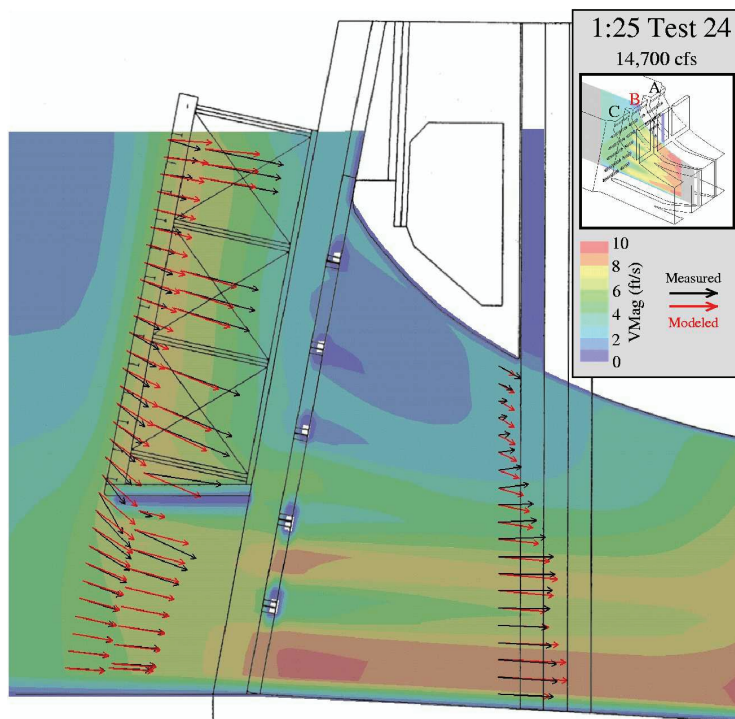 1:25 Test 24
14,700 cfs
A
B
C
10
8
6
4
2
0
VMag (ft/s)
Measured
Modeled